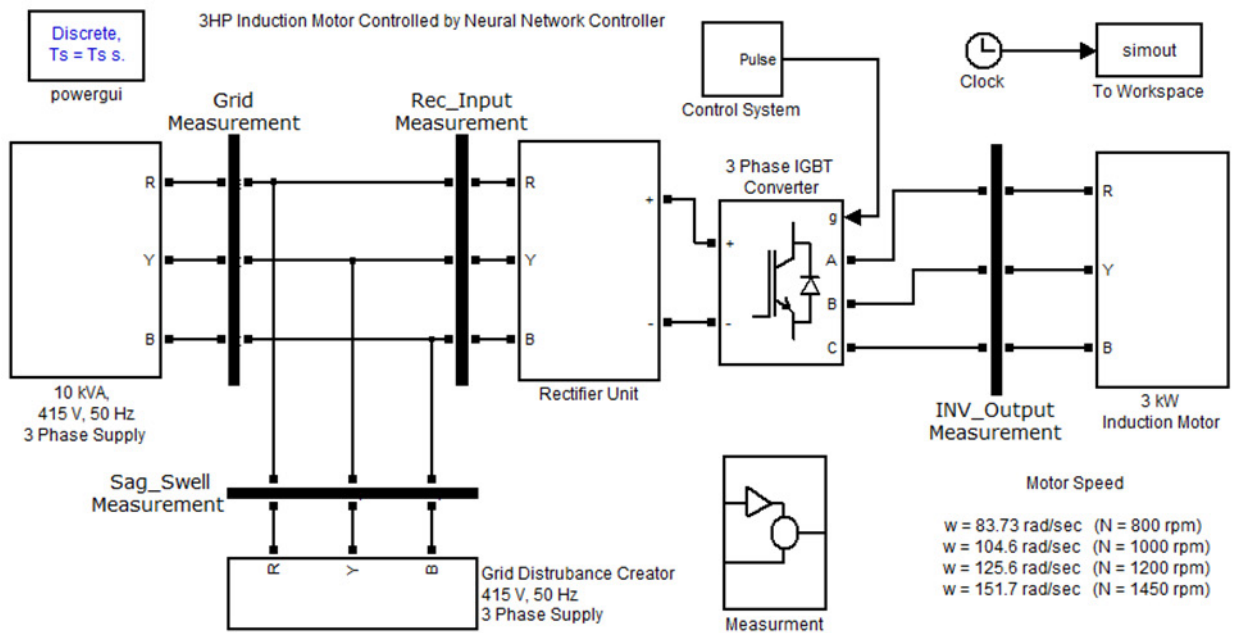 3HP Induction Motor Controlled by Neural Network Controller
Discrete,
Ts = Ts s.
powergui
Grid
Measurement
Rec_Input
Measurement
Pulse
Control System
Clock
simout
To Workspace
R
Y
B
10 kVA,
415 V, 50 Hz
3 Phase Supply
R
Y
B
+
-
Rectifier Unit
3 Phase IGBT
Converter
g
+
-
A
B
C
INV_Output
Measurement
R
Y
B
3 kW
Induction Motor
Sag_Swell
Measurement
R
Y
B
Grid Distrubance Creator
415 V, 50 Hz
3 Phase Supply
Measurment
Motor Speed
w = 83.73 rad/sec (N = 800 rpm)
w = 104.6 rad/sec (N = 1000 rpm)
w = 125.6 rad/sec (N = 1200 rpm)
w = 151.7 rad/sec (N = 1450 rpm)